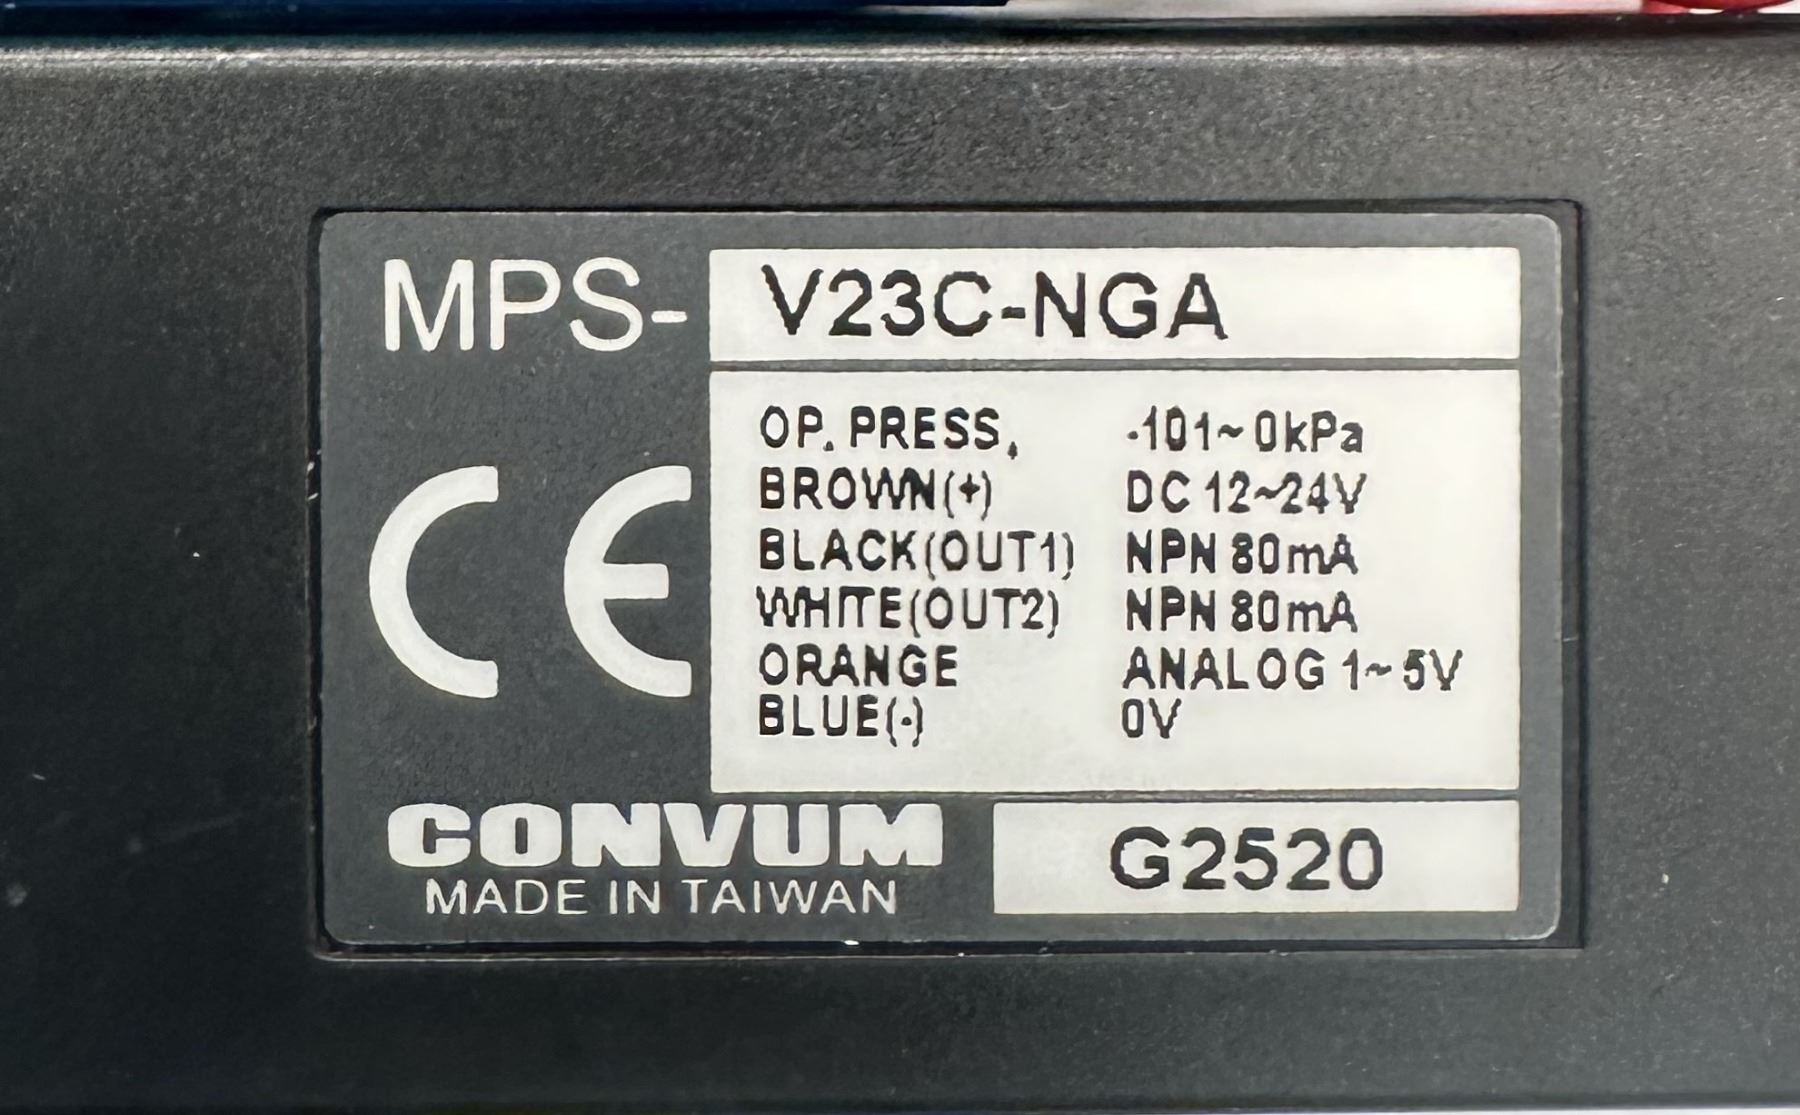 MPS- V23C-NGA
OP. PRESS. -101~0kPa
BROWN(+) DC 12~24V
BLACK(OUT1) NPN 80mA
WHITE(OUT2) NPN 80mA
ORANGE ANALOG 1~5V
BLUE(-) 0V
CE
CONVUM
MADE IN TAIWAN
G2520